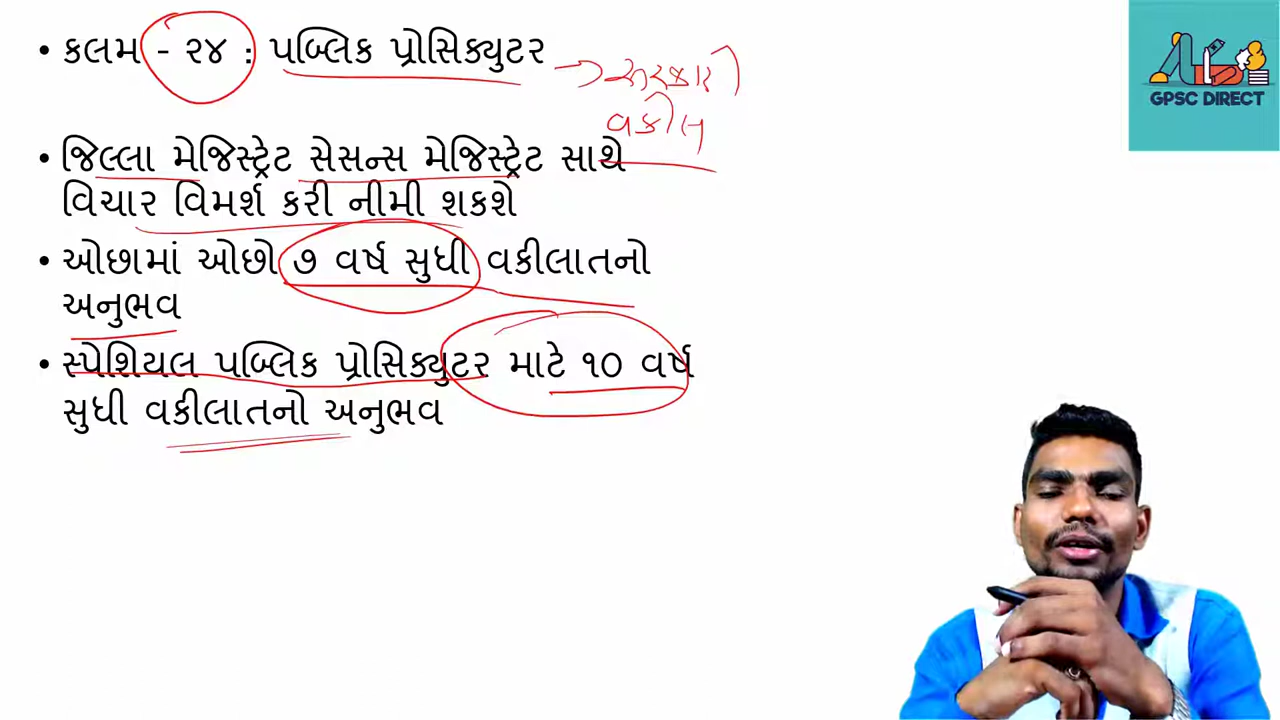 • કલમ - ૨૪ : પબ્લિક પ્રોસિક્યુટર
સરકારી
વકીલ
• જિલ્લા મેજિસ્ટ્રેટ સેસન્સ મેજિસ્ટ્રેટ સાથે
વિચાર વિમર્શ કરી નીમી શકશે
• ઓછામાં ઓછો ૭ વર્ષ સુધી વકીલાતનો
અનુભવ
• સ્પેશિયલ પબ્લિક પ્રોસિક્યુટર માટે ૧૦ વર્ષ
સુધી વકીલાતનો અનુભવ
GPSC DIRECT